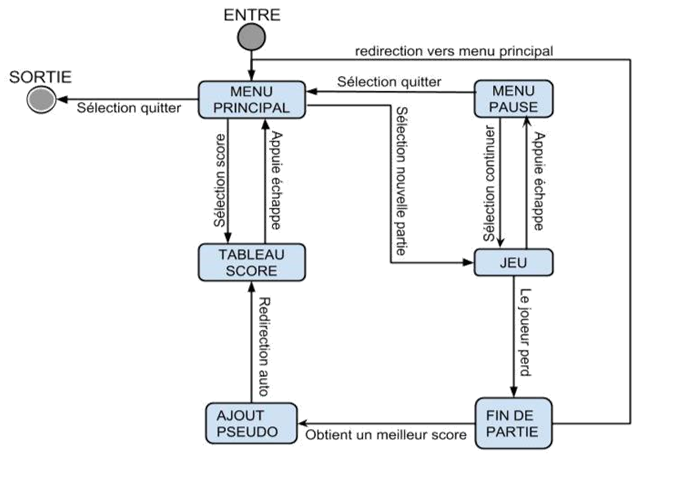 ENTRE
redirection vers menu principal
SORTIE
Sélection quitter
MENU
PRINCIPAL
Sélection quitter
MENU
PAUSE
Sélection score
Appuie échappe
Sélection nouvelle partie
Sélection continuer
Appuie échappe
TABLEAU
SCORE
JEU
Redirection auto
Le joueur perd
AJOUT
PSEUDO
Obtient un meilleur score
FIN DE
PARTIE